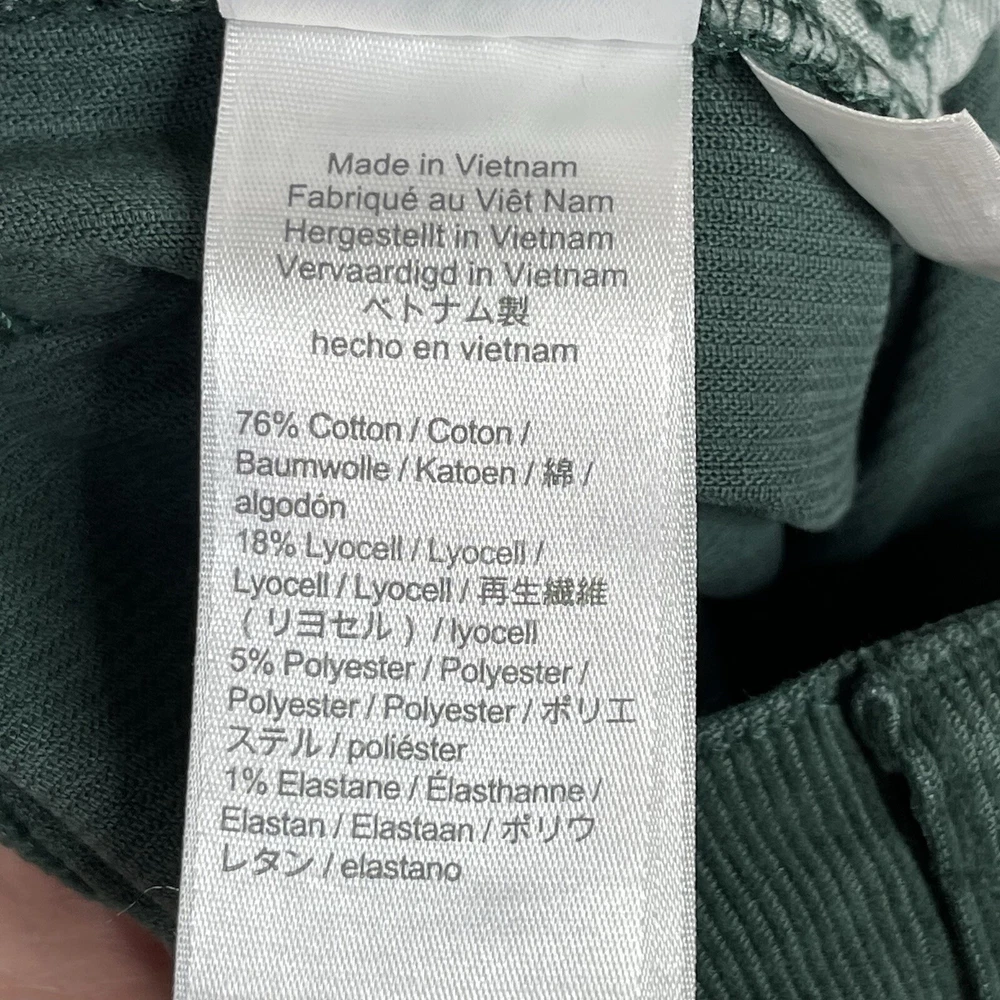 Made in Vietnam
Fabriqué au Viêt Nam
Hergestellt in Vietnam
Vervaardigd in Vietnam
ベトナム製
hecho en vietnam
76% Cotton / Coton /
Baumwolle / Katoen / 綿 /
algodón
18% Lyocell / Lyocell /
Lyocell / Lyocell / 再生繊維
（リヨセル）/ lyocell
5% Polyester / Polyester /
Polyester / Polyester / ポリエ
ステル / poliéster
1% Elastane / Élasthanne /
Elastan / Elastaan / ポリウ
レタン / elastano